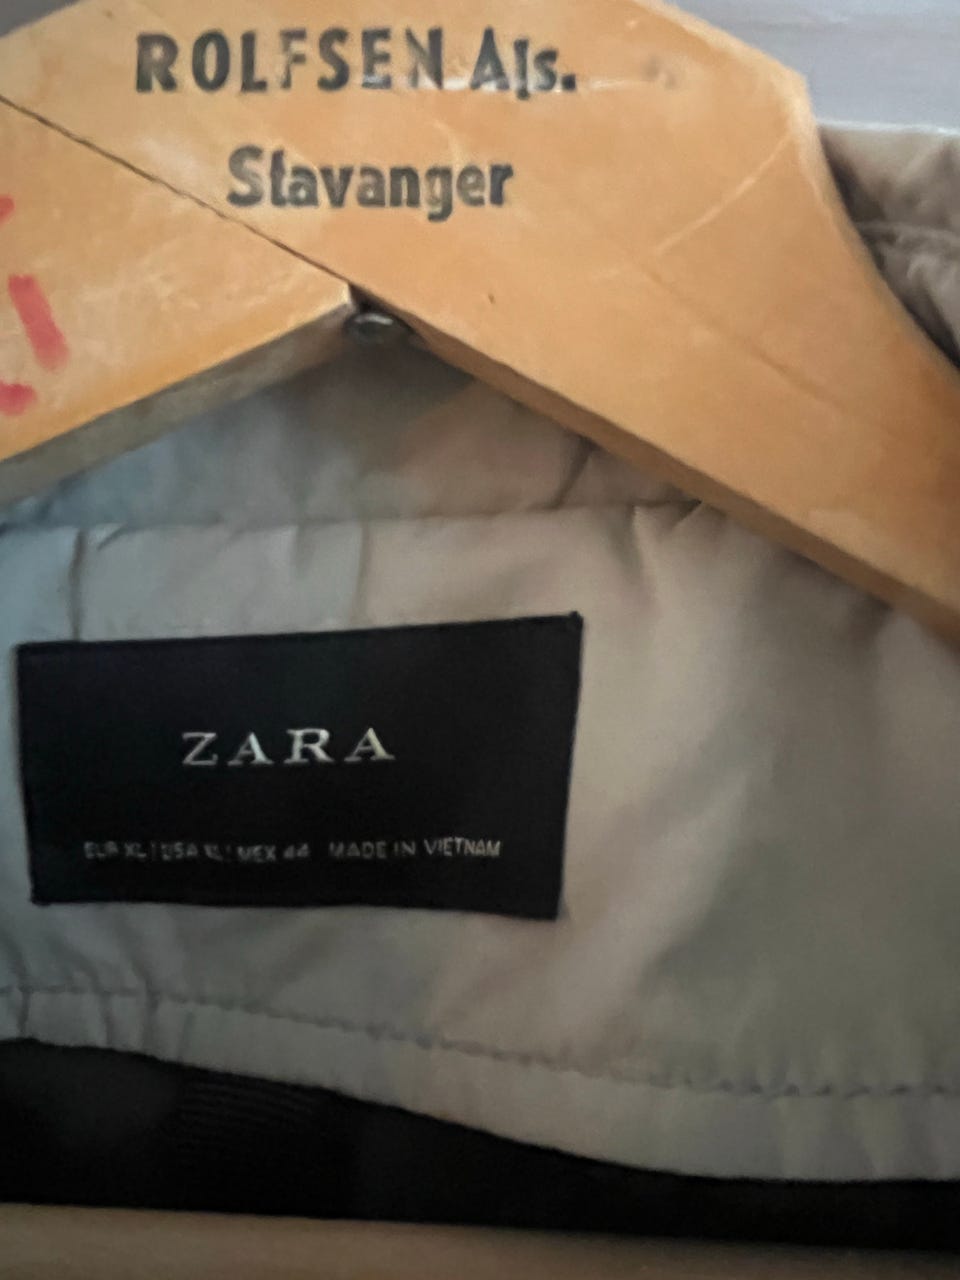 ROLFSEN A/s.
Stavanger
ZARA
EUR XL | USA XL | MEX 44 MADE IN VIETNAM